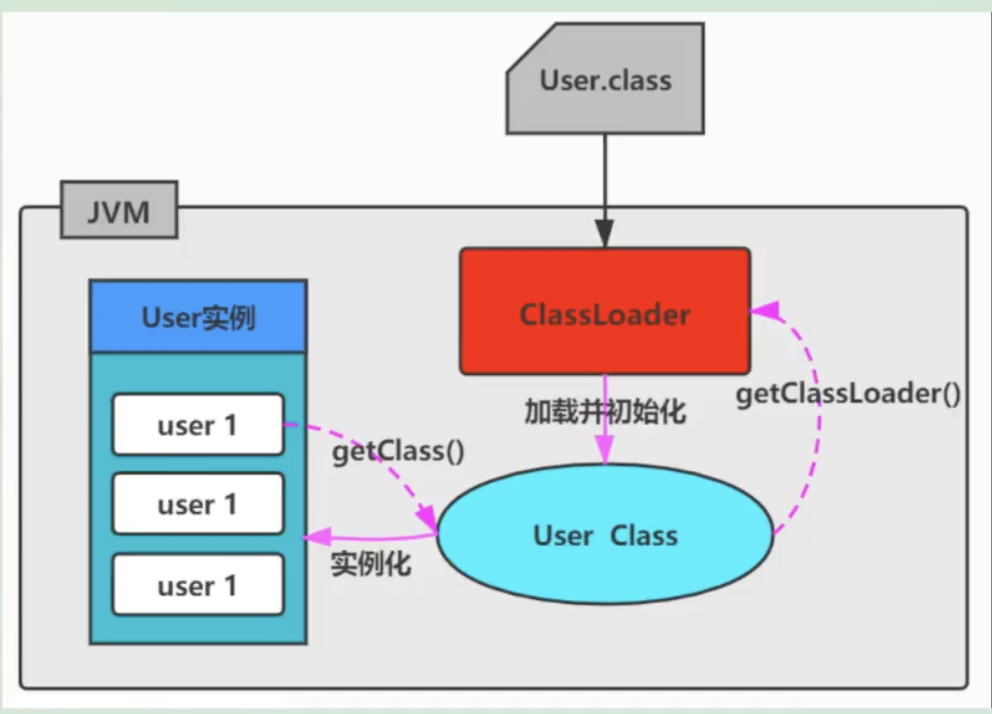 User.class
JVM
ClassLoader
User实例
getClassLoader()
加载并初始化
user 1
getClass()
user 1
User Class
实例化
user 1